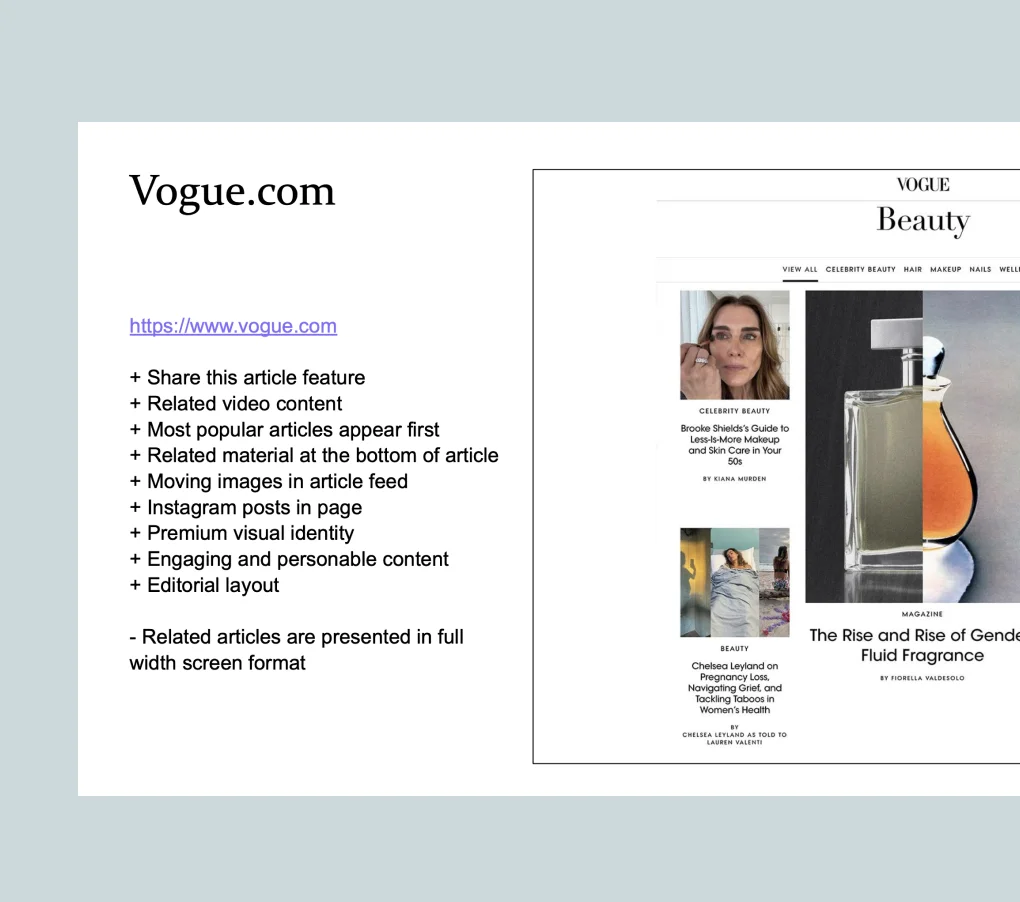 Vogue.com
https://www.vogue.com
+ Share this article feature
+ Related video content
+ Most popular articles appear first
+ Related material at the bottom of article
+ Moving images in article feed
+ Instagram posts in page
+ Premium visual identity
+ Engaging and personable content
+ Editorial layout
- Related articles are presented in full
width screen format
VOGUE
Beauty
VIEW ALL CELEBRITY BEAUTY HAIR MAKEUP NAILS WELL
CELEBRITY BEAUTY
Brooke Shields's Guide to
Less-Is-More Makeup
and Skin Care in Your
50s
BY KIANA MURDEN
BEAUTY
Chelsea Leyland on
Pregnancy Loss,
Navigating Grief, and
Tackling Taboos in
Women's Health
BY
CHELSEA LEYLAND AS TOLD TO
LAUREN VALENTI
MAGAZINE
The Rise and Rise of Gende
Fluid Fragrance
BY FIORELLA VALDESOLO